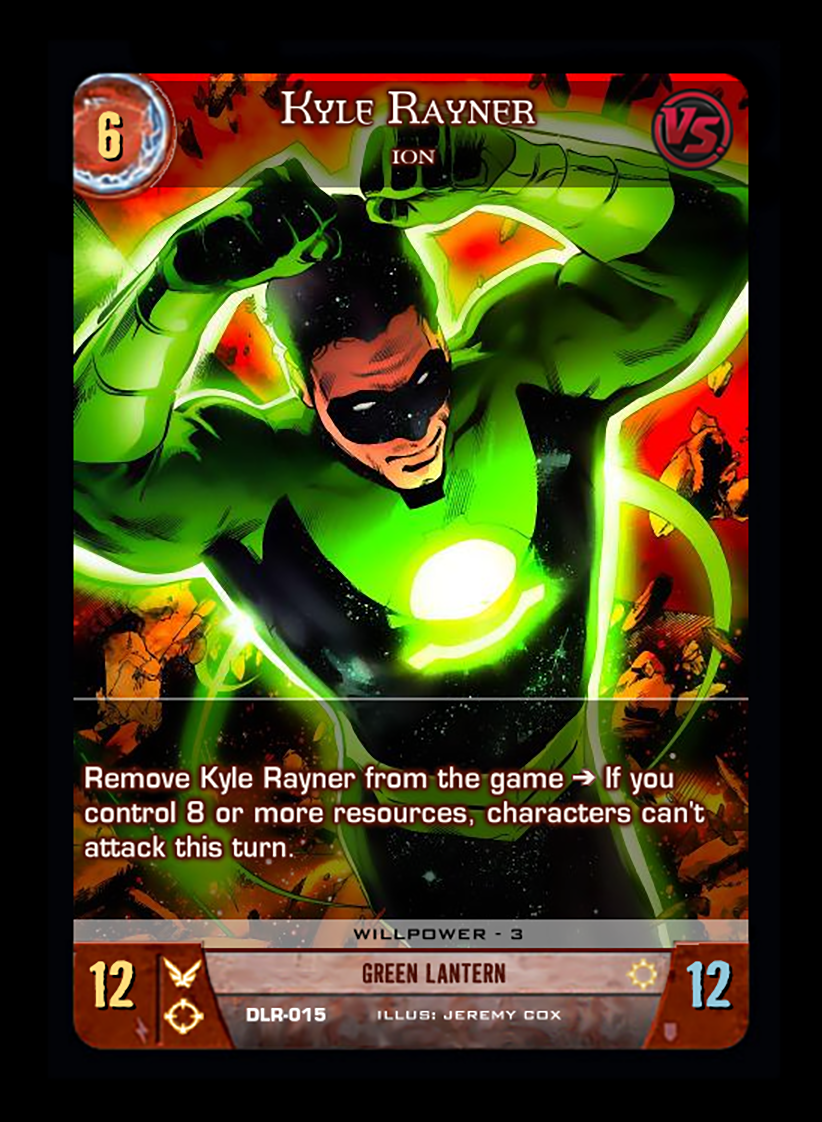 6
Kyle Rayner
VS.
ION
Remove Kyle Rayner from the game ➔ If you
control 8 or more resources, characters can't
attack this turn.
WILLPOWER - 3
12
GREEN LANTERN
12
DLR-015 ILLUS: JEREMY COX